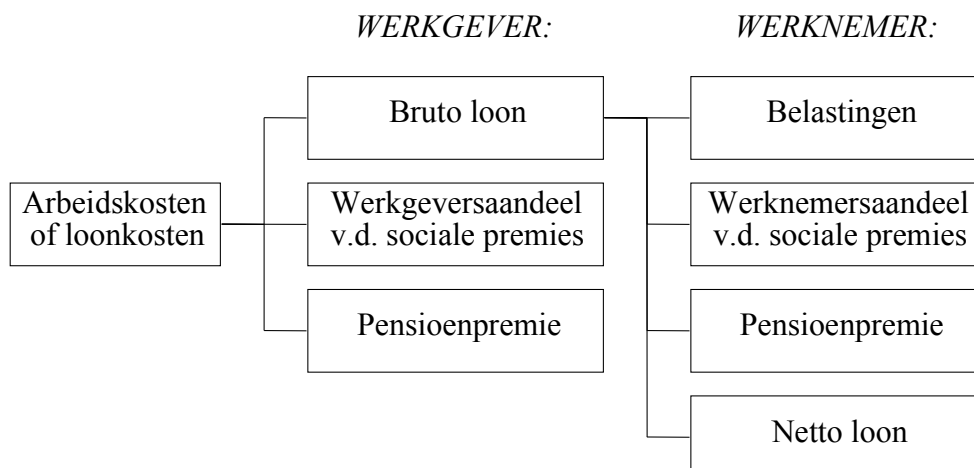 WERKGEVER:
WERKNEMER:
Bruto loon
Belastingen
Arbeidskosten
of loonkosten
Werkgeversaandeel
v.d. sociale premies
Werknemersaandeel
v.d. sociale premies
Pensioenpremie
Pensioenpremie
Netto loon